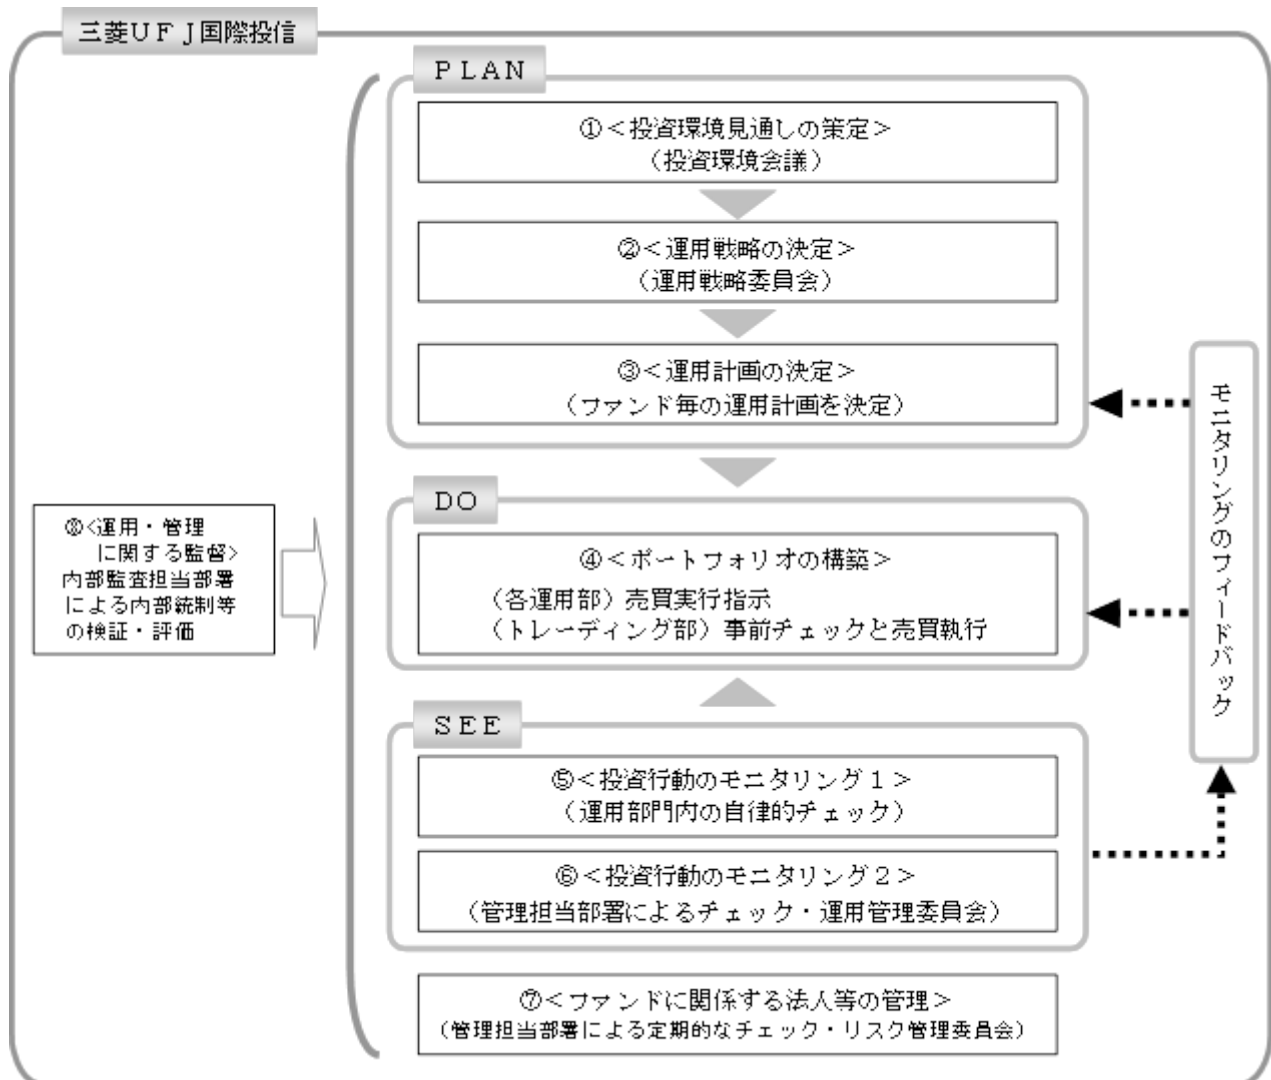 三菱ＵＦＪ国際投信
ＰＬＡＮ
①＜投資環境見通しの策定＞
（投資環境会議）
②＜運用戦略の決定＞
（運用戦略委員会）
③＜運用計画の決定＞
（ファンド毎の運用計画を決定）
ＤＯ
④＜ポートフォリオの構築＞
（各運用部）売買実行指示
（トレーディング部）事前チェックと売買執行
ＳＥＥ
⑤＜投資行動のモニタリング１＞
（運用部門内の自律的チェック）
⑥＜投資行動のモニタリング２＞
（管理担当部署によるチェック・運用管理委員会）
⑦＜ファンドに関係する法人等の管理＞
（管理担当部署による定期的なチェック・リスク管理委員会）
⑧<運用・管理
に関する監督>
内部監査担当部署
による内部統制等
の検証・評価
モニタリングのフィードバック